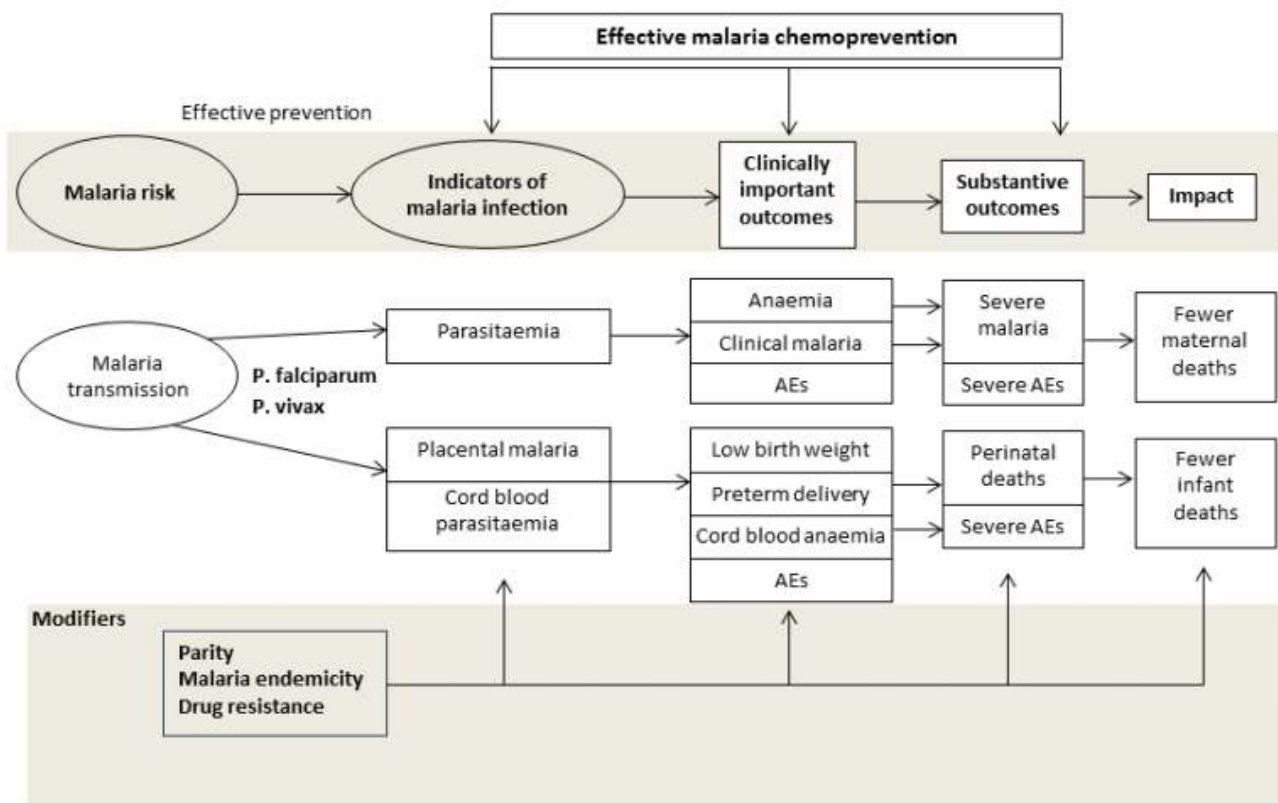 Effective malaria chemoprevention
Effective prevention
Malaria risk
Indicators of
malaria infection
Clinically
important
outcomes
Substantive
outcomes
Impact
Malaria
transmission
P. falciparum
P. vivax
Parasitaemia
Anaemia
Clinical malaria
AEs
Severe
malaria
Severe AEs
Fewer
maternal
deaths
Placental malaria
Cord blood
parasitaemia
Low birth weight
Preterm delivery
Cord blood anaemia
AEs
Perinatal
deaths
Severe AEs
Fewer
infant
deaths
Modifiers
Parity
Malaria endemicity
Drug resistance